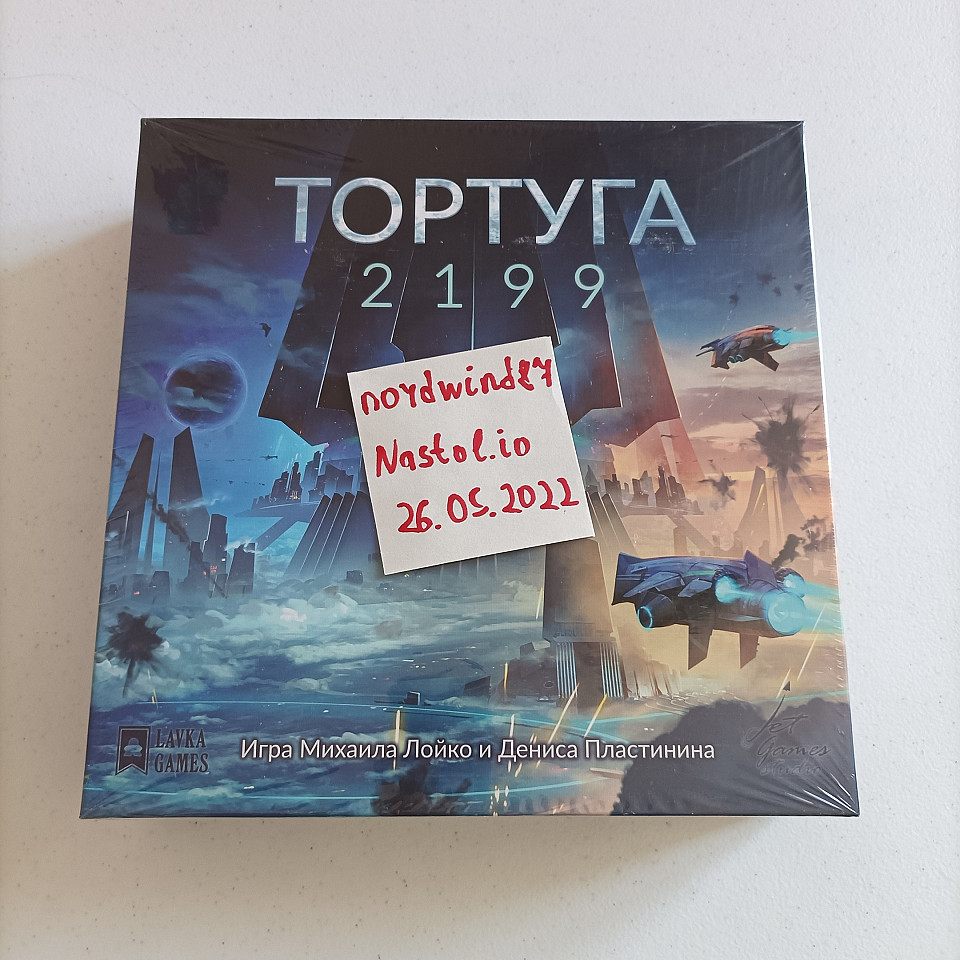 ТОРТУГА
2199
nordwind87
Nastol.io
26.05.2022
LAVKA
GAMES
Игра Михаила Лойко и Дениса Пластинина
Jet
Games